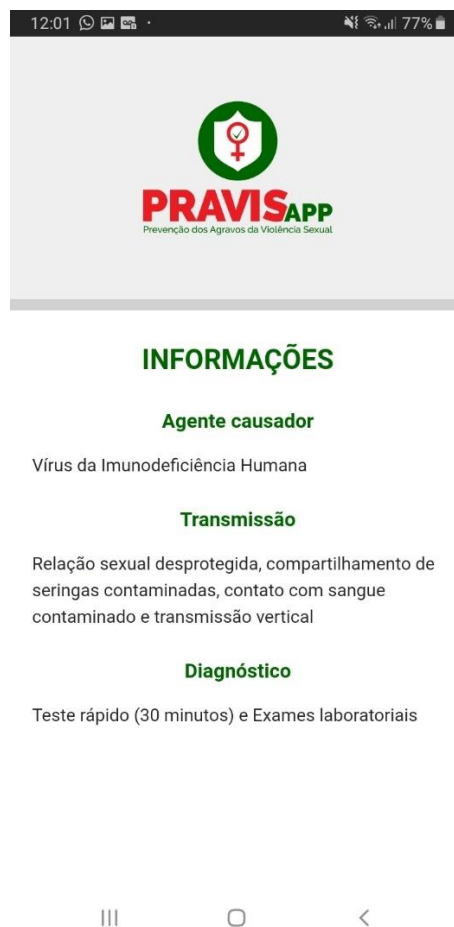 12:01 77%
PRAVISAPP
Prevenção dos Agravos da Violência Sexual
INFORMAÇÕES
Agente causador
Vírus da Imunodeficiência Humana
Transmissão
Relação sexual desprotegida, compartilhamento de
seringas contaminadas, contato com sangue
contaminado e transmissão vertical
Diagnóstico
Teste rápido (30 minutos) e Exames laboratoriais